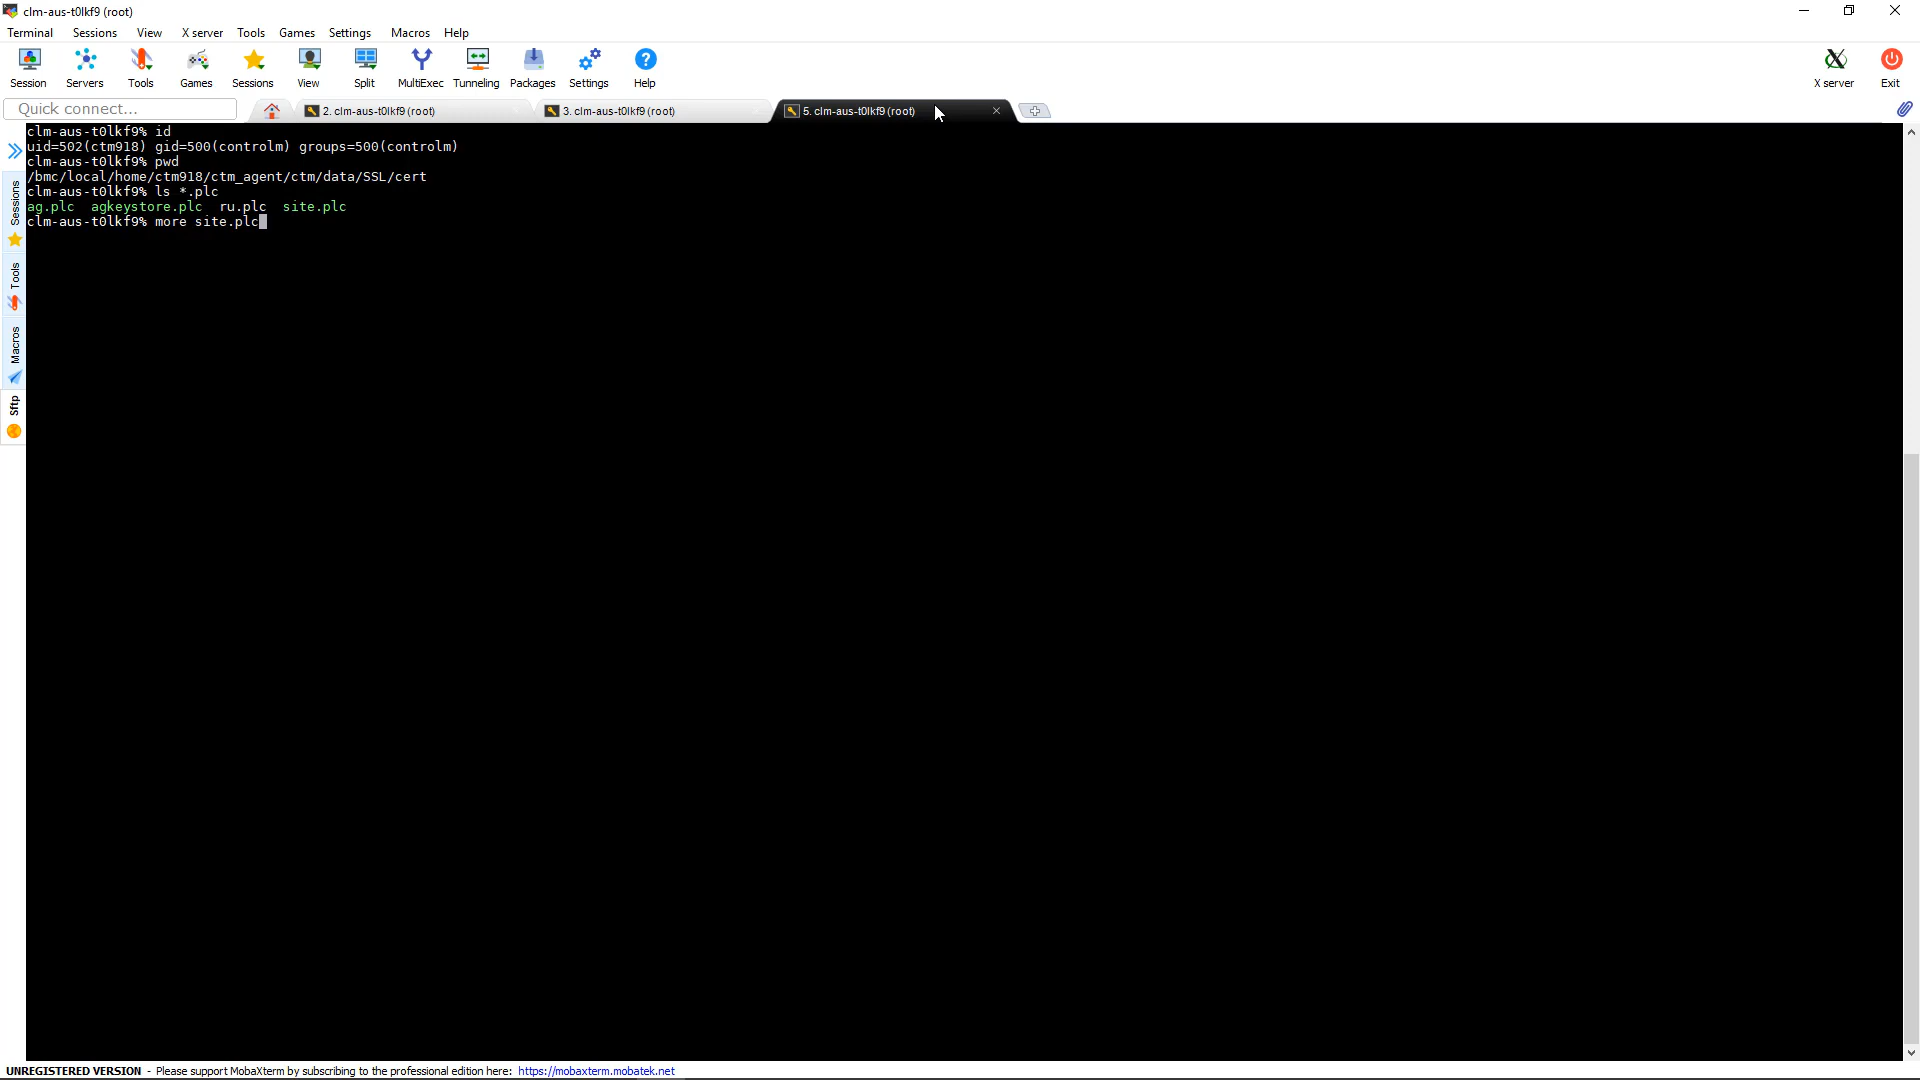 clm-aus-t0lkf9 (root)
Terminal Sessions View X server Tools Games Settings Macros Help
Session Servers Tools Games Sessions View Split MultiExec Tunneling Packages Settings Help X server Exit
Quick connect... 2. clm-aus-t0lkf9 (root) 3. clm-aus-t0lkf9 (root) 5. clm-aus-t0lkf9 (root)
clm-aus-t0lkf9% id
uid=502(ctm918) gid=500(controlm) groups=500(controlm)
clm-aus-t0lkf9% pwd
/bmc/local/home/ctm918/ctm_agent/ctm/data/SSL/cert
clm-aus-t0lkf9% ls *.plc
ag.plc agkeystore.plc ru.plc site.plc
clm-aus-t0lkf9% more site.plc
Sessions
Tools
Macros
Sftp
UNREGISTERED VERSION - Please support MobaXterm by subscribing to the professional edition here: https://mobaxterm.mobatek.net